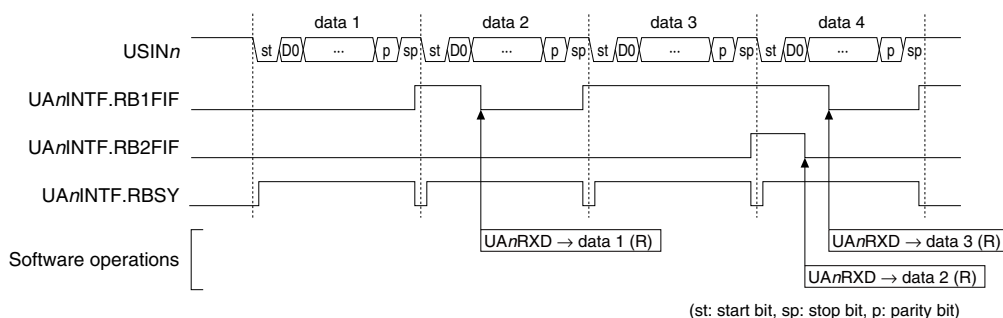 data 1 data 2 data 3 data 4
USINn st D0 ... p sp st D0 ... p sp st D0 ... p sp st D0 ... p sp
UAnINTF.RB1FIF
UAnINTF.RB2FIF
UAnINTF.RBSY
Software operations
UAnRXD → data 1 (R) UAnRXD → data 3 (R)
UAnRXD → data 2 (R)
(st: start bit, sp: stop bit, p: parity bit)